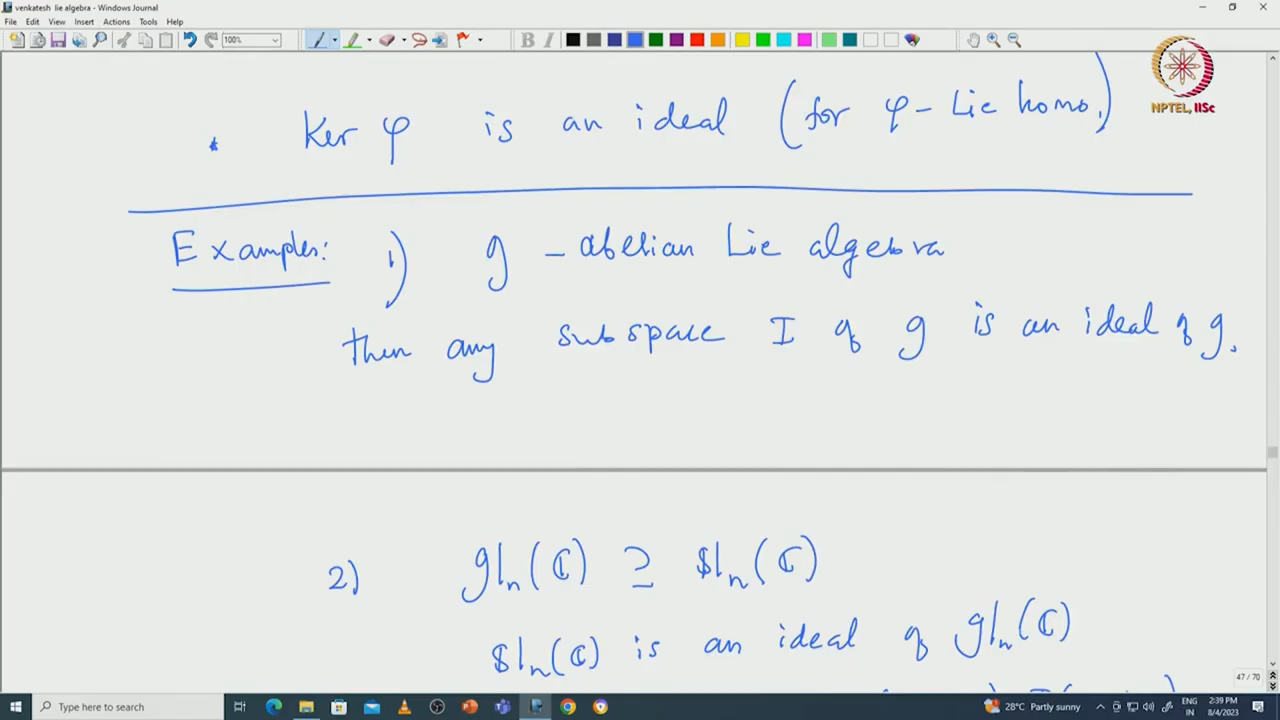 venkatesh lie algebra - Windows Journal
File Edit View Insert Actions Tools Help
100%
NPTEL, IISc
* Ker φ is an ideal (for φ - Lie homo.)
Examples: 1) g - abelian Lie algebra
then any subspace I of g is an ideal of g.
2) gln(ℂ) ⊇ sln(ℂ)
sln(ℂ) is an ideal of gln(ℂ)
47 / 70
Type here to search
28°C Partly sunny
ENG
IN
2:39 PM
8/4/2023